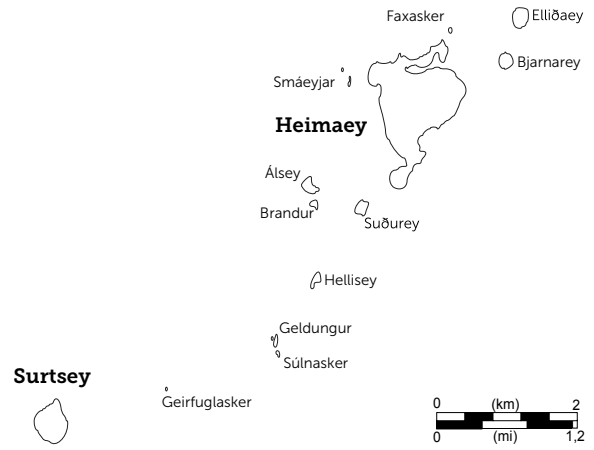 Faxasker
Elliðaey
Bjarnarey
Smáeyjar
Heimaey
Álsey
Brandur
Suðurey
Hellisey
Geldungur
Súlnasker
Surtsey
Geirfuglasker
0 (km) 2
0 (mi) 1,2